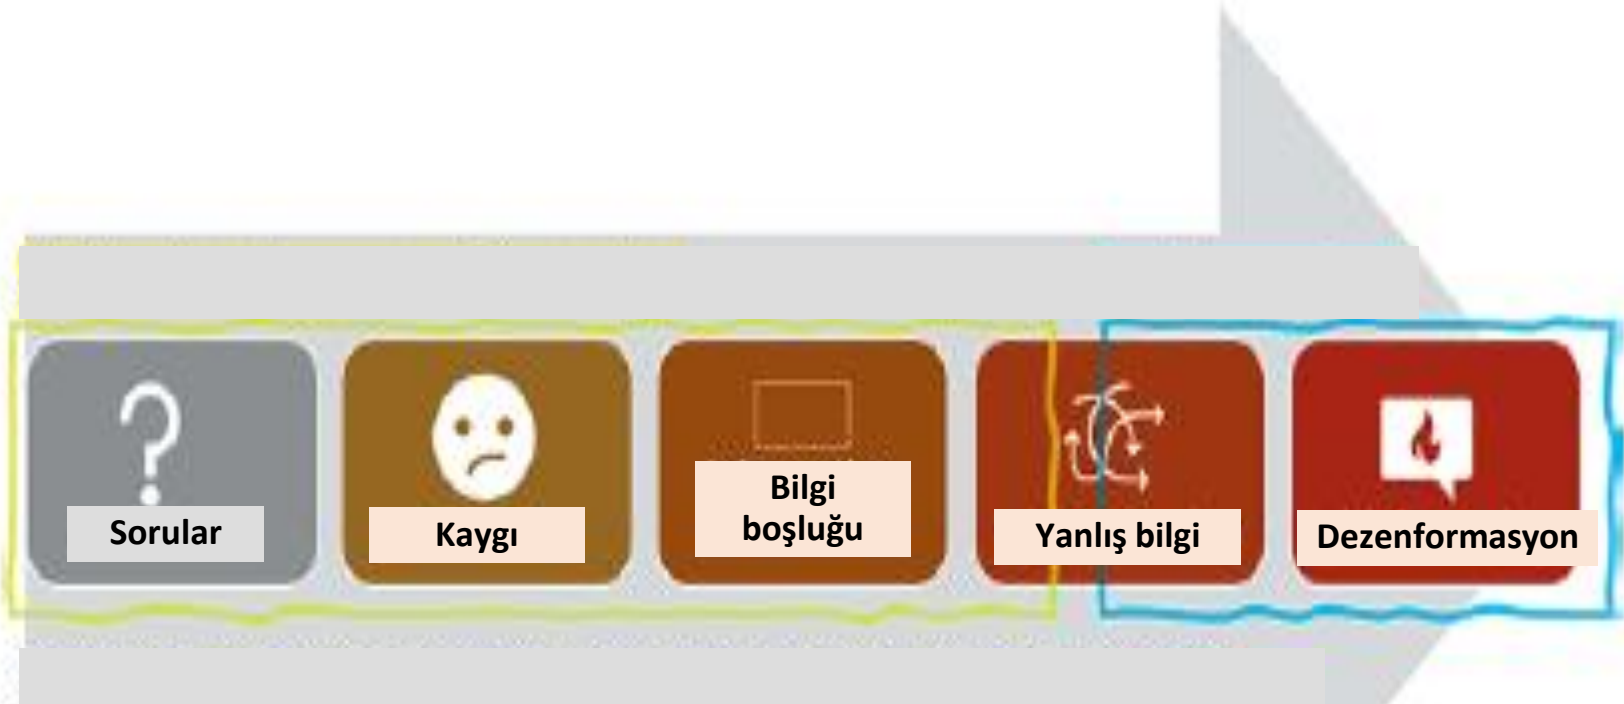 Sorular
Kaygı
Bilgi
boşluğu
Yanlış bilgi
Dezenformasyon